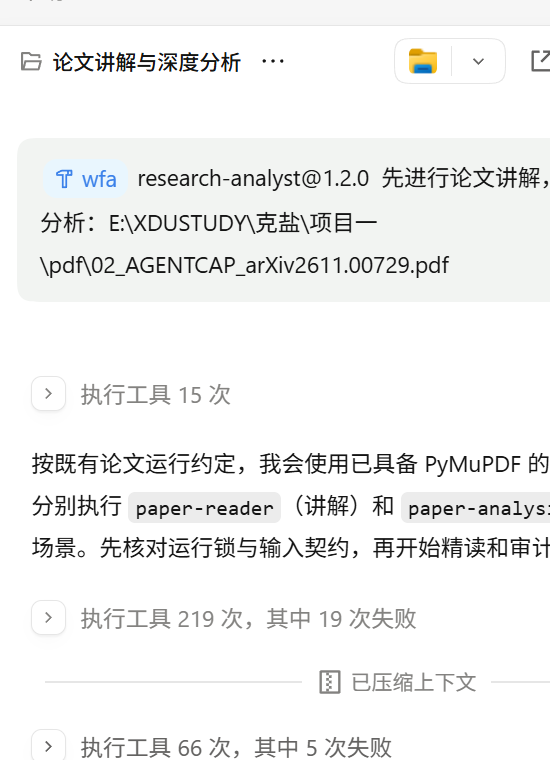 论文讲解与深度分析 ···
wfa research-analyst@1.2.0 先进行论文讲解，
分析：E:\XDUSTUDY\克盐\项目一
\pdf\02_AGENTCAP_arXiv2611.00729.pdf
执行工具 15 次
按既有论文运行约定，我会使用已具备 PyMuPDF 的
分别执行 paper-reader（讲解）和 paper-analysi
场景。先核对运行锁与输入契约，再开始精读和审计
执行工具 219 次，其中 19 次失败
已压缩上下文
执行工具 66 次，其中 5 次失败